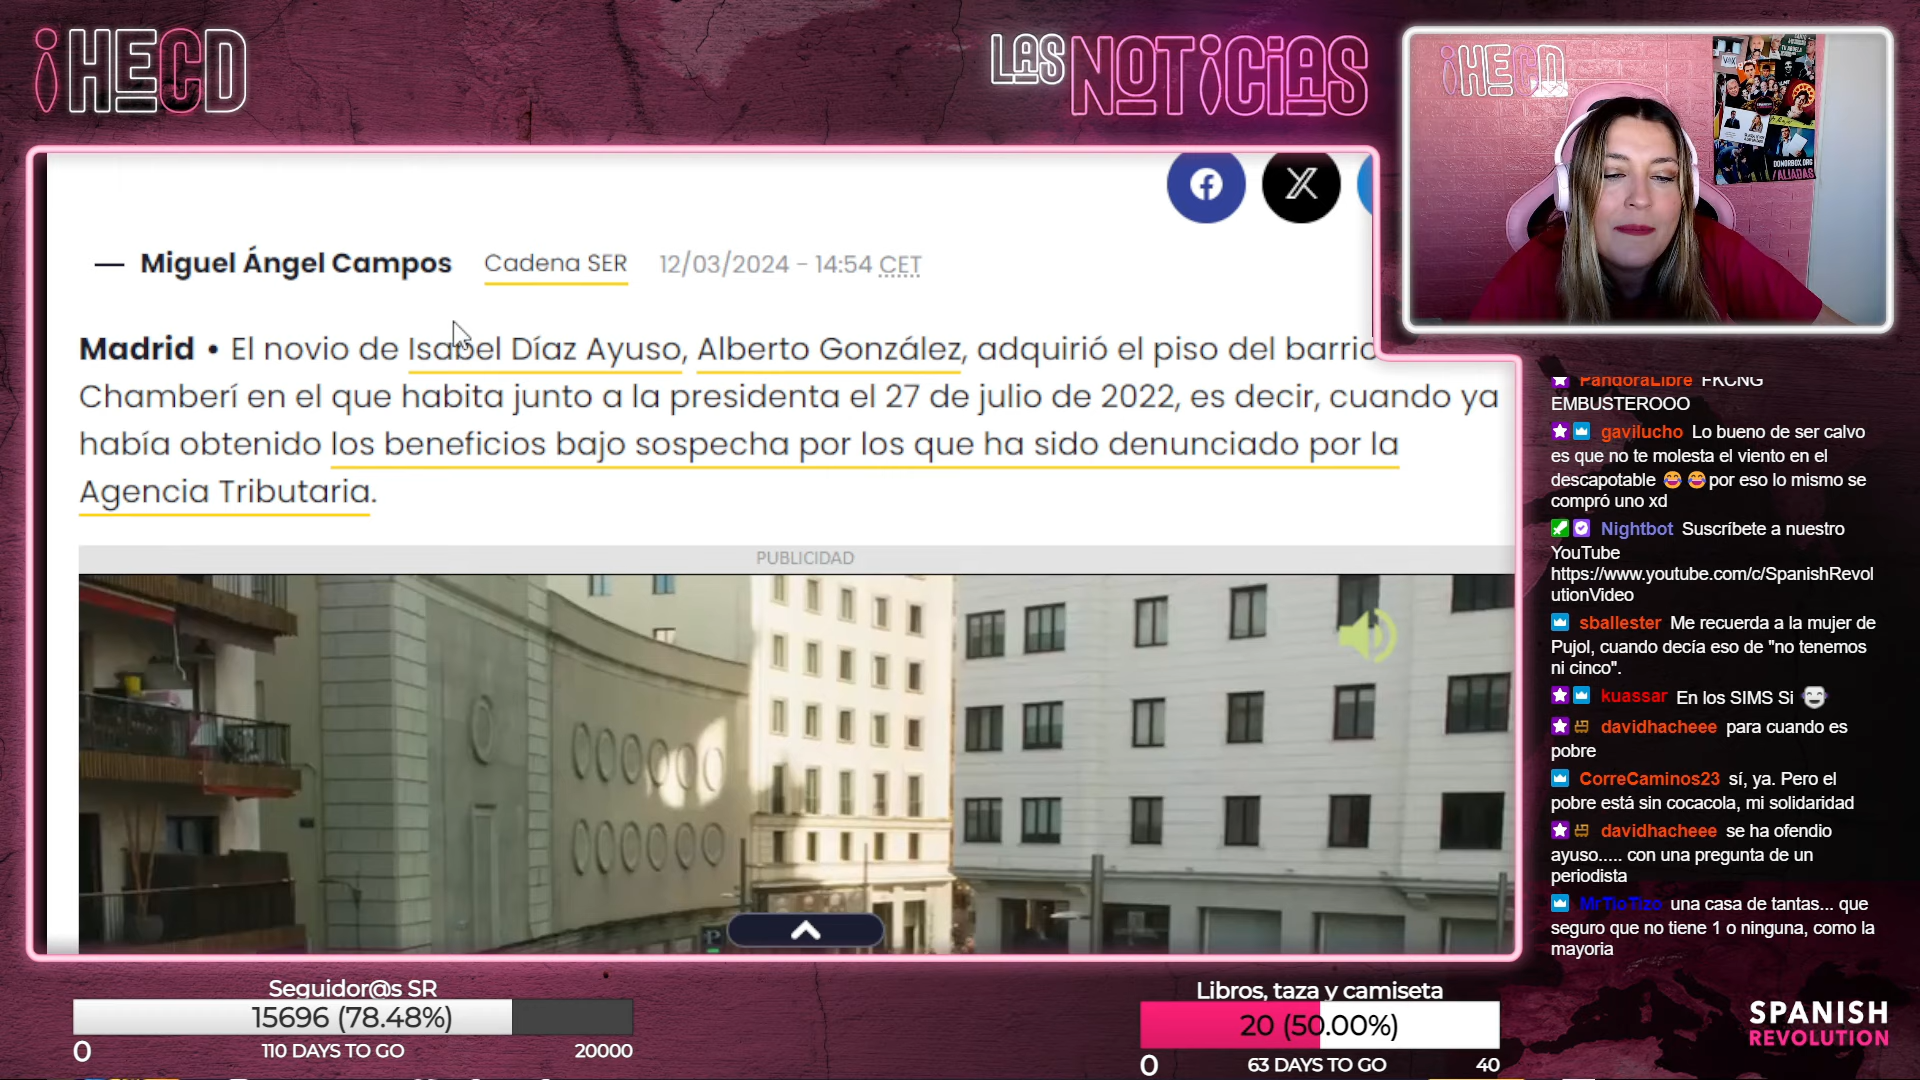 ¡HECD
LAS NOTICIAS
¡HECD
VOX
DONORBOX.ORG
/ALIADAS
— Miguel Ángel Campos Cadena SER 12/03/2024 - 14:54 CET
Madrid • El novio de Isabel Díaz Ayuso, Alberto González, adquirió el piso del barrio
Chamberí en el que habita junto a la presidenta el 27 de julio de 2022, es decir, cuando ya
había obtenido los beneficios bajo sospecha por los que ha sido denunciado por la
Agencia Tributaria.
PUBLICIDAD
P
PandoraLibre FKCNG
EMBUSTEROOO
gavilucho Lo bueno de ser calvo
es que no te molesta el viento en el
descapotable 😂 😂 por eso lo mismo se
compró uno xd
Nightbot Suscríbete a nuestro
YouTube
https://www.youtube.com/c/SpanishRevol
utionVideo
sballester Me recuerda a la mujer de
Pujol, cuando decía eso de "no tenemos
ni cinco".
kuassar En los SIMS Si
davidhacheee para cuando es
pobre
CorreCaminos23 sí, ya. Pero el
pobre está sin cocacola, mi solidaridad
davidhacheee se ha ofendio
ayuso..... con una pregunta de un
periodista
MrTioTizo una casa de tantas... que
seguro que no tiene 1 o ninguna, como la
mayoria
Seguidor@s SR
15696 (78.48%)
0 110 DAYS TO GO 20000
Libros, taza y camiseta
20 (50.00%)
0 63 DAYS TO GO 40
SPANISH
REVOLUTION